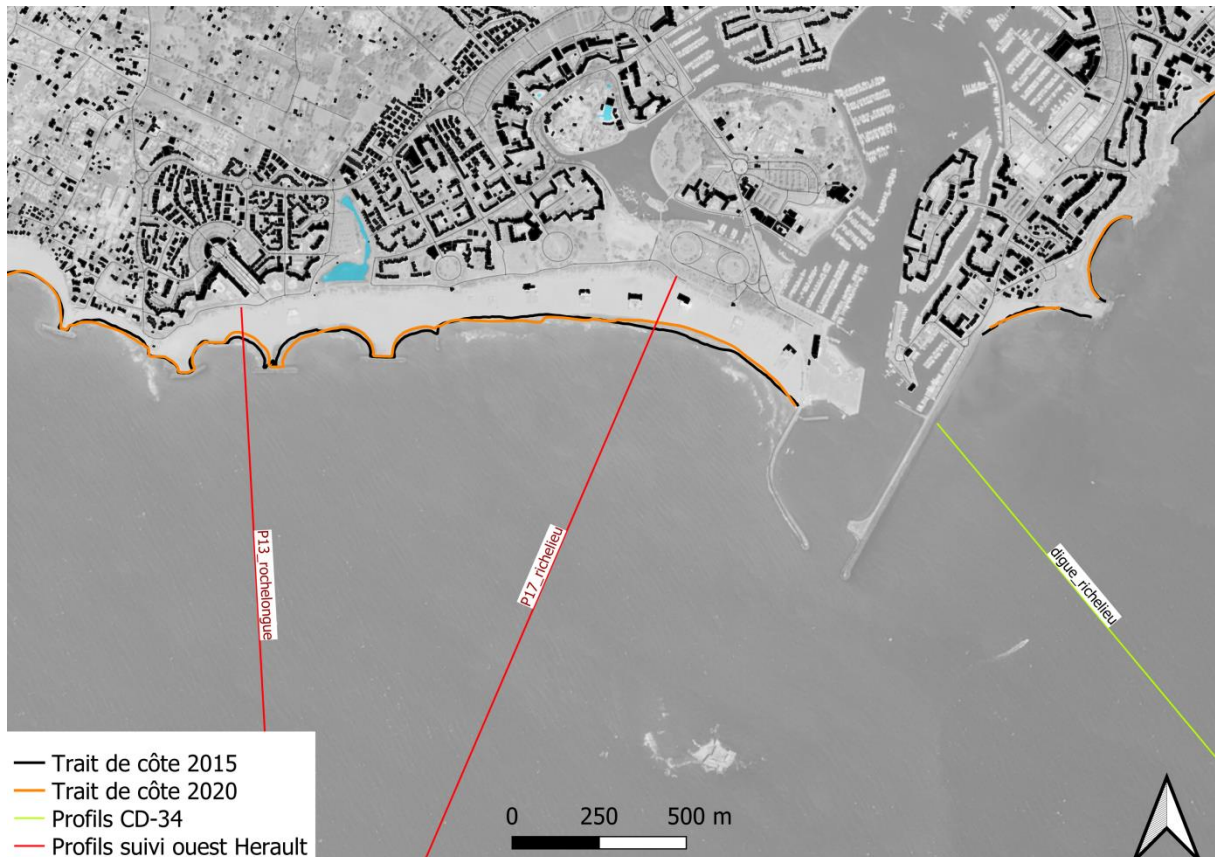 P13_rochelongue
P17_richelieu
digue_richelieu
Trait de côte 2015
Trait de côte 2020
Profils CD-34
Profils suivi ouest Herault
0 250 500 m